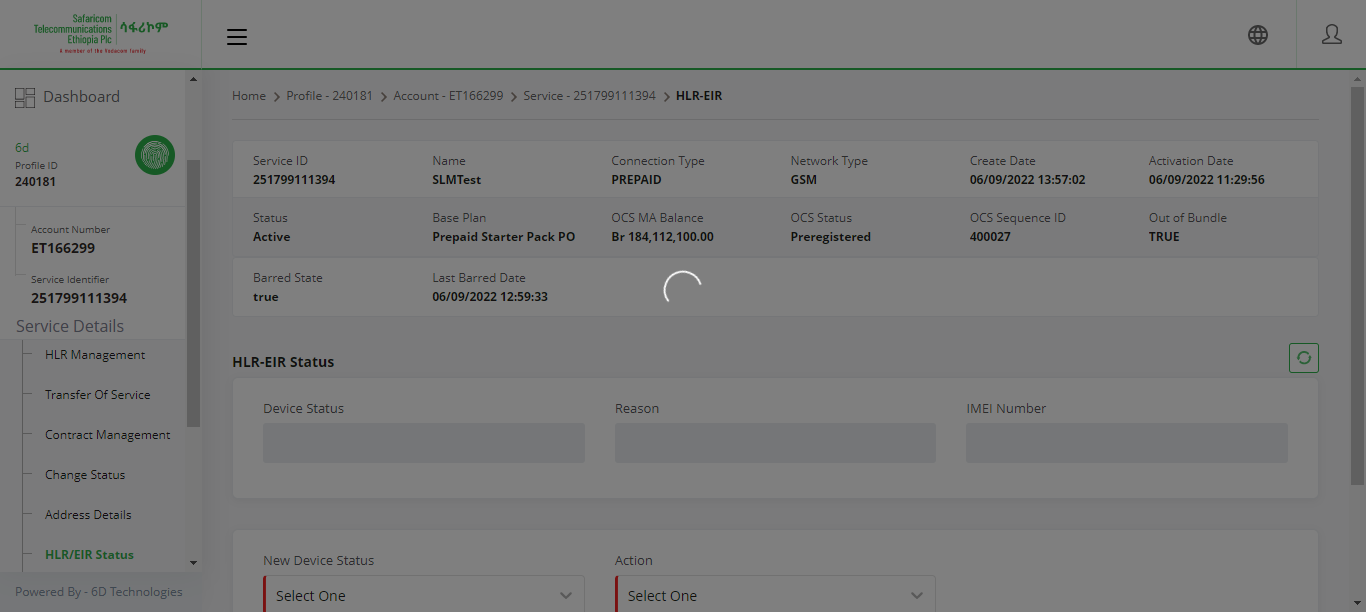 Safaricom
Telecommunications
Ethiopia Plc
ሳፋሪኮም
A member of the Vodacom family
Dashboard
6d
Profile ID
240181
Account Number
ET166299
Service Identifier
251799111394
Service Details
HLR Management
Transfer Of Service
Contract Management
Change Status
Address Details
HLR/EIR Status
Powered By - 6D Technologies
Home > Profile - 240181 > Account - ET166299 > Service - 251799111394 > HLR-EIR
Service ID Name Connection Type Network Type Create Date Activation Date
251799111394 SLMTest PREPAID GSM 06/09/2022 13:57:02 06/09/2022 11:29:56
Status Base Plan OCS MA Balance OCS Status OCS Sequence ID Out of Bundle
Active Prepaid Starter Pack PO Br 184,112,100.00 Preregistered 400027 TRUE
Barred State Last Barred Date
true 06/09/2022 12:59:33
HLR-EIR Status
Device Status Reason IMEI Number
New Device Status Action
Select One Select One